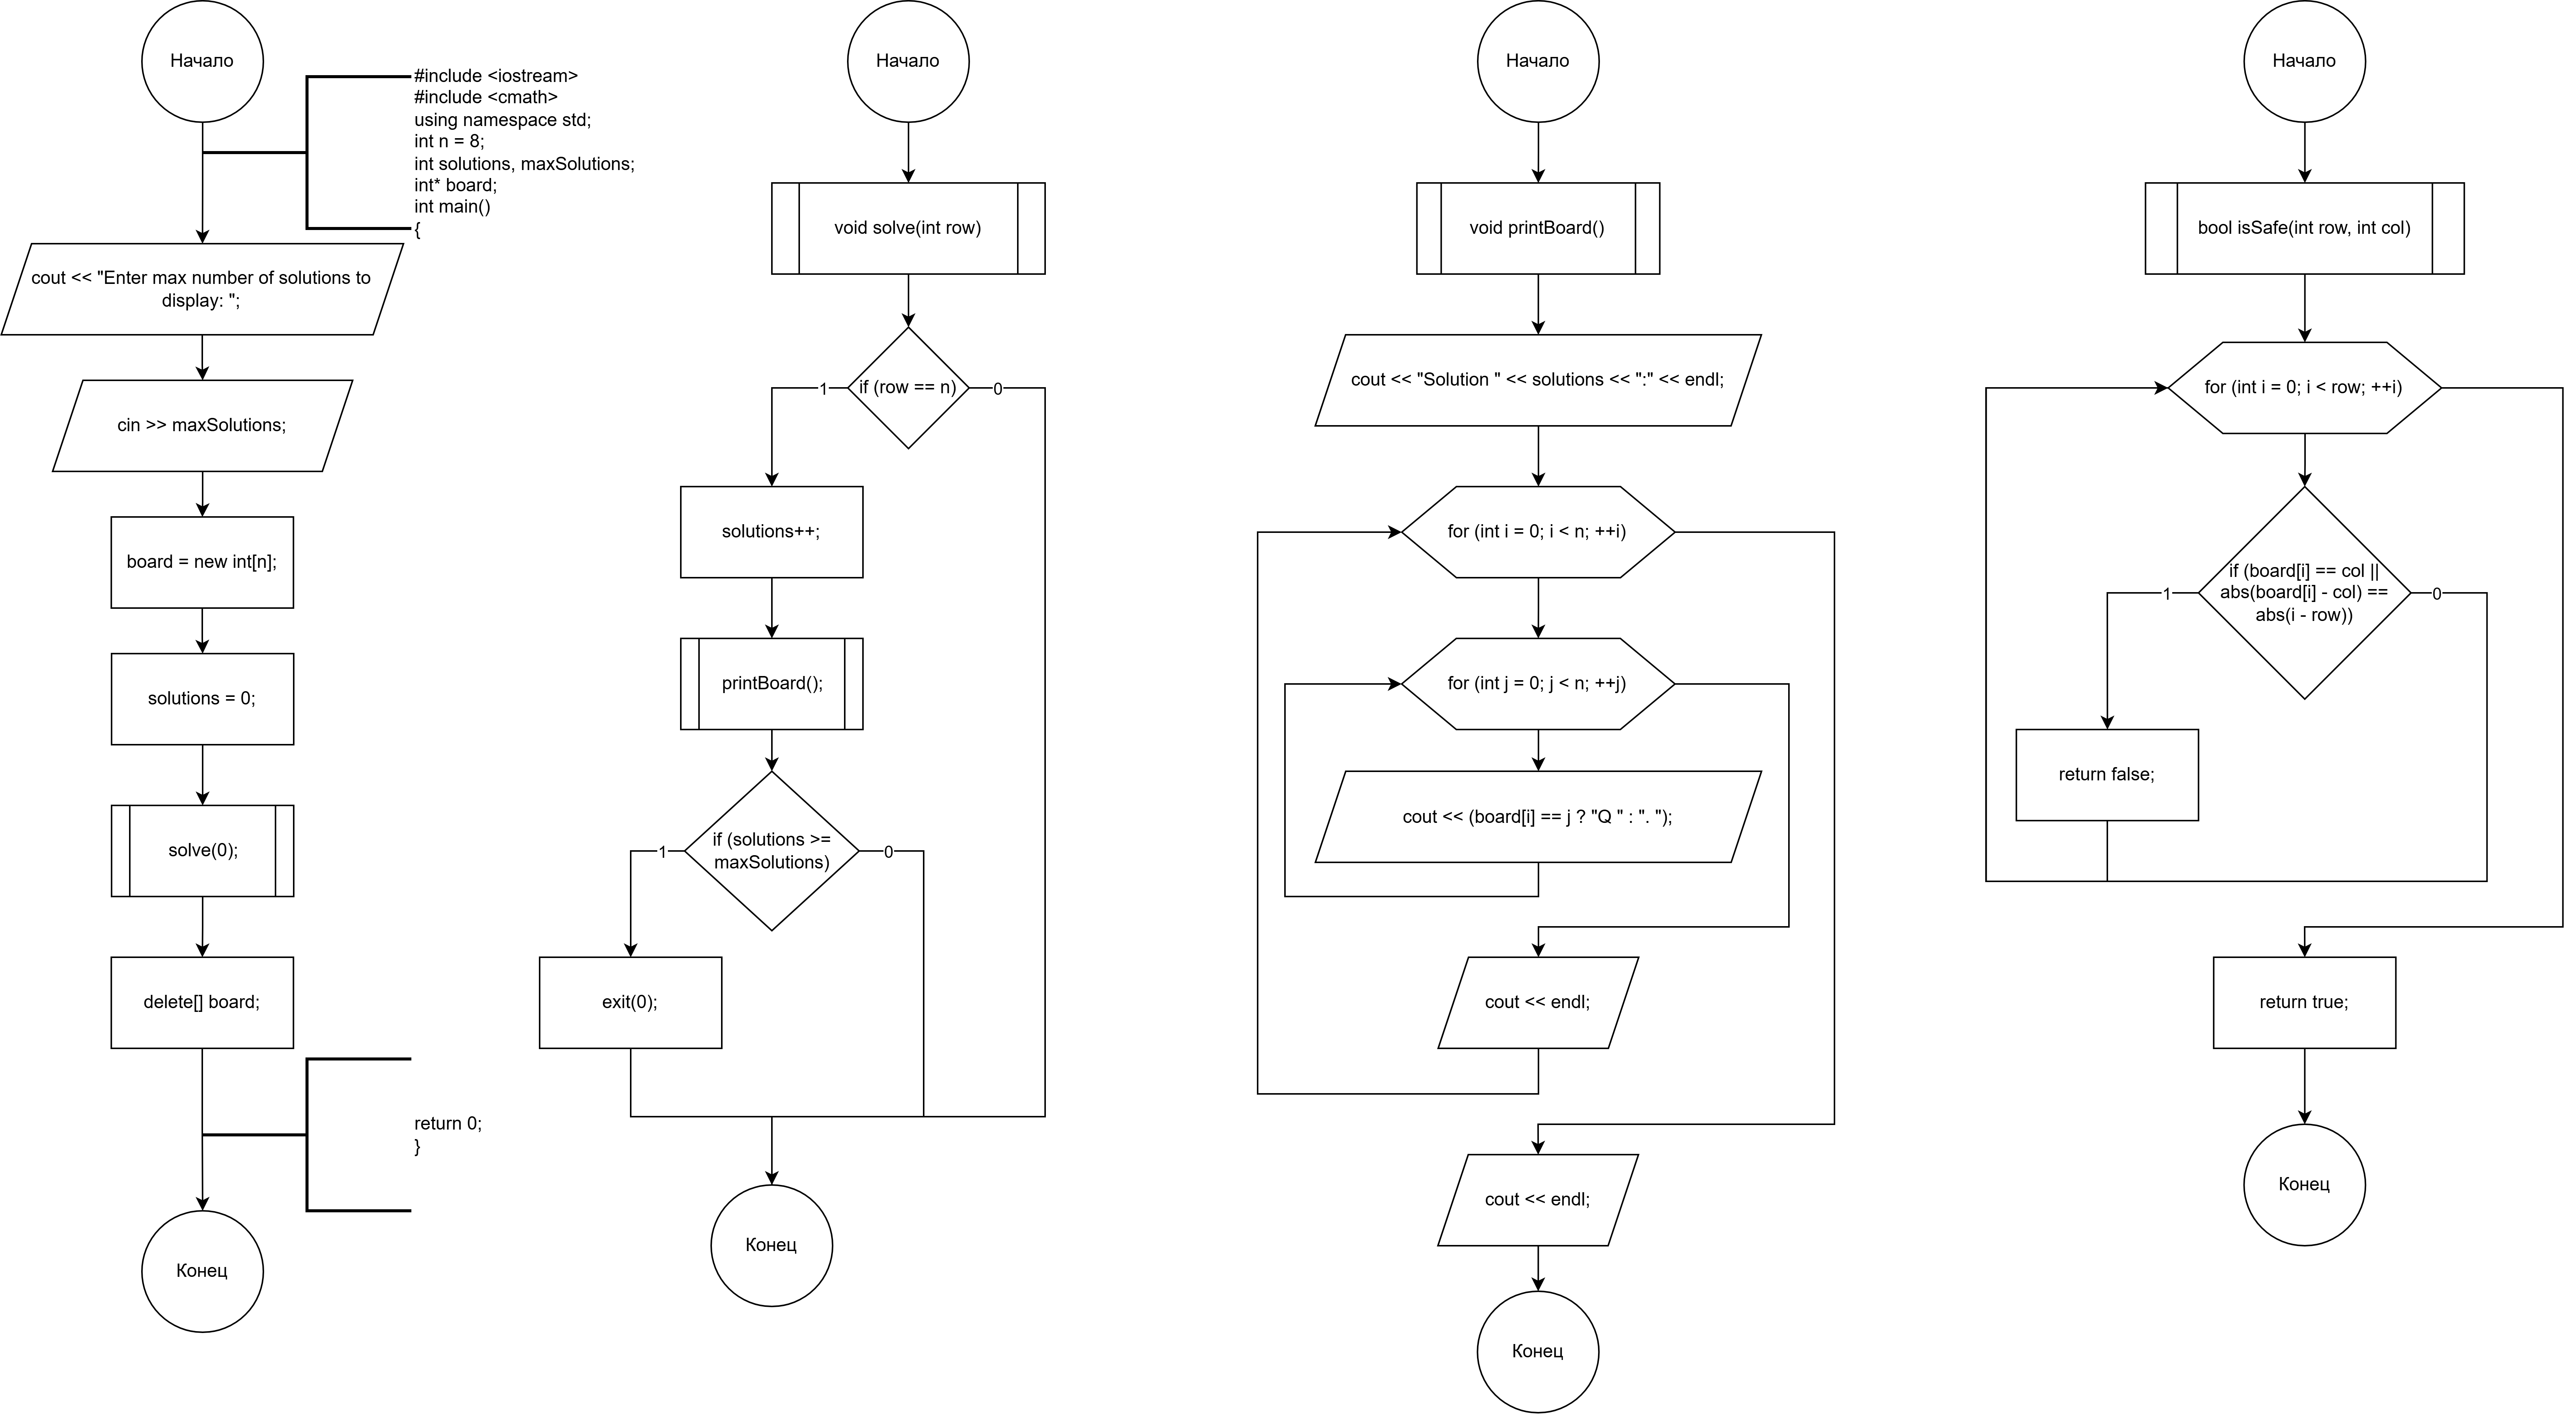 Начало
#include <iostream>
#include <cmath>
using namespace std;
int n = 8;
int solutions, maxSolutions;
int* board;
int main()
{
cout << "Enter max number of solutions to
display: ";
cin >> maxSolutions;
board = new int[n];
solutions = 0;
solve(0);
delete[] board;
return 0;
}
Конец
Начало
void solve(int row)
if (row == n)
1
0
solutions++;
printBoard();
if (solutions >=
maxSolutions)
1
0
exit(0);
Конец
Начало
void printBoard()
cout << "Solution " << solutions << ":" << endl;
for (int i = 0; i < n; ++i)
for (int j = 0; j < n; ++j)
cout << (board[i] == j ? "Q " : ". ");
cout << endl;
cout << endl;
Конец
Начало
bool isSafe(int row, int col)
for (int i = 0; i < row; ++i)
if (board[i] == col ||
abs(board[i] - col) ==
abs(i - row))
1
0
return false;
return true;
Конец